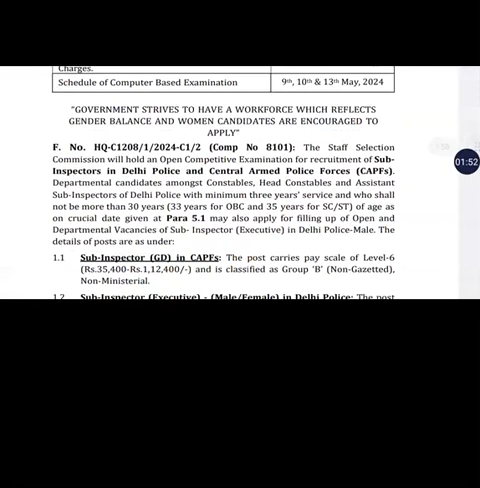 Charges.
Schedule of Computer Based Examination 9th, 10th & 13th May, 2024
"GOVERNMENT STRIVES TO HAVE A WORKFORCE WHICH REFLECTS
GENDER BALANCE AND WOMEN CANDIDATES ARE ENCOURAGED TO
APPLY"
F. No. HQ-C1208/1/2024-C1/2 (Comp No 8101): The Staff Selection
Commission will hold an Open Competitive Examination for recruitment of Sub-
Inspectors in Delhi Police and Central Armed Police Forces (CAPFs).
Departmental candidates amongst Constables, Head Constables and Assistant
Sub-Inspectors of Delhi Police with minimum three years' service and who shall
not be more than 30 years (33 years for OBC and 35 years for SC/ST) of age as
on crucial date given at Para 5.1 may also apply for filling up of Open and
Departmental Vacancies of Sub- Inspector (Executive) in Delhi Police-Male. The
details of posts are as under:
1.1 Sub-Inspector (GD) in CAPFs: The post carries pay scale of Level-6
(Rs.35,400-Rs.1,12,400/-) and is classified as Group 'B' (Non-Gazetted),
Non-Ministerial.
1.2 Sub-Inspector (Executive) - (Male/Female) in Delhi Police: The post
01:52